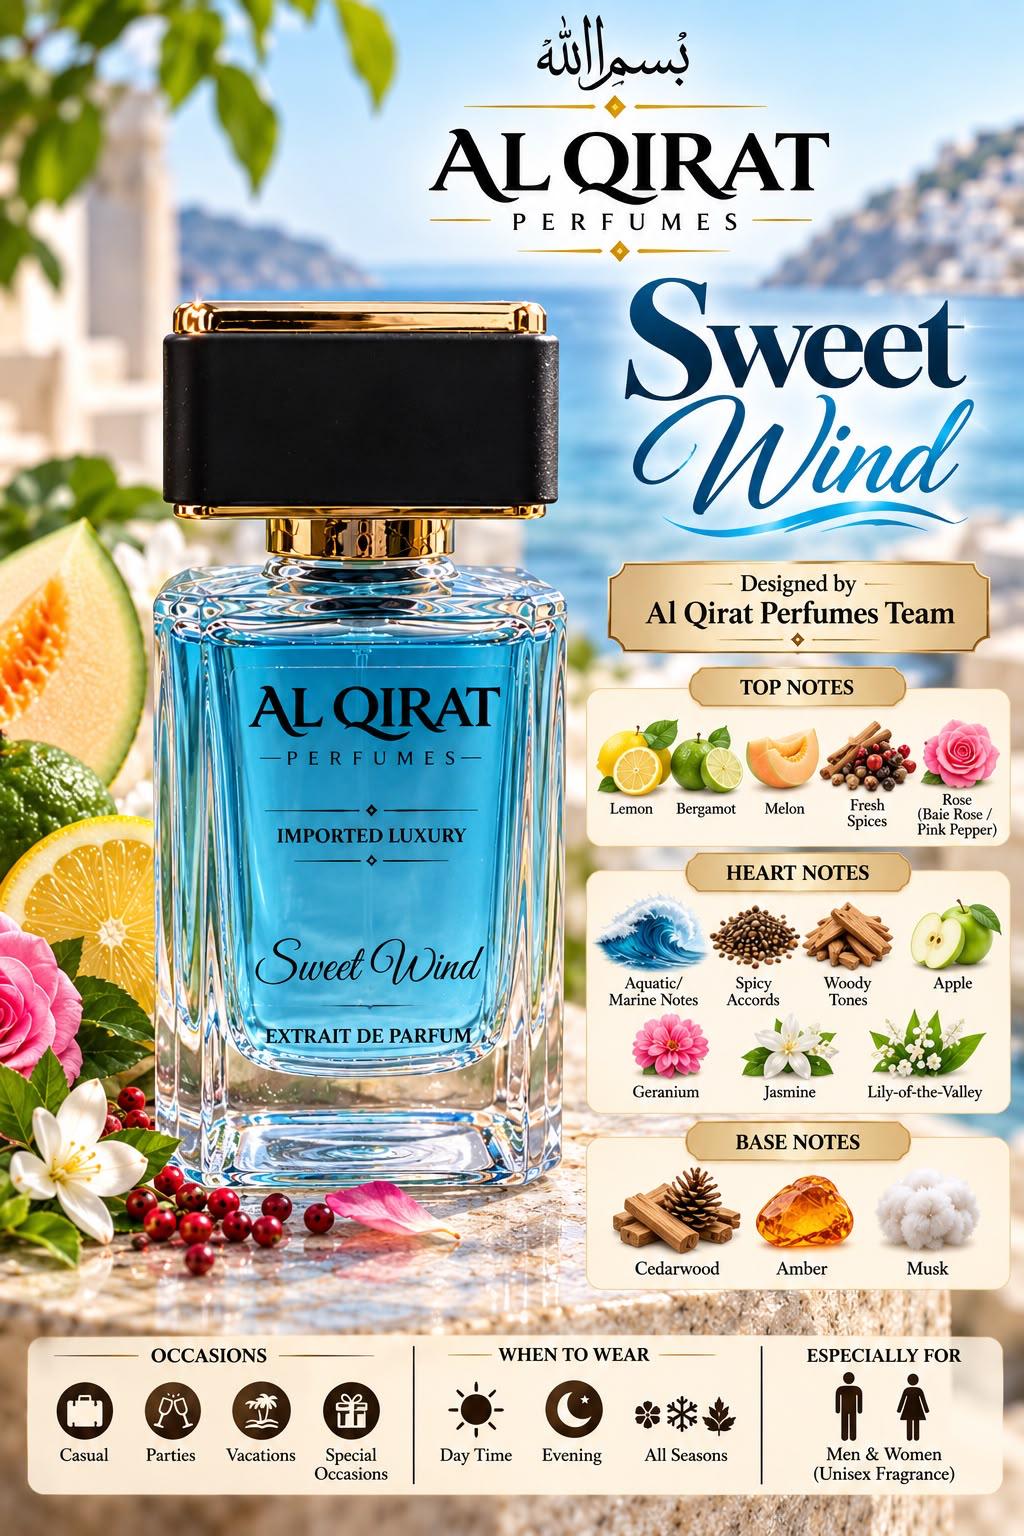 بسم الله
AL QIRAT
PERFUMES
Sweet
Wind
Designed by
Al Qirat Perfumes Team
AL QIRAT
PERFUMES
IMPORTED LUXURY
Sweet Wind
EXTRAIT DE PARFUM
TOP NOTES
Lemon
Bergamot
Melon
Fresh
Spices
Rose
(Baie Rose /
Pink Pepper)
HEART NOTES
Aquatic/
Marine Notes
Spicy
Accords
Woody
Tones
Apple
Geranium
Jasmine
Lily-of-the-Valley
BASE NOTES
Cedarwood
Amber
Musk
OCCASIONS
Casual
Parties
Vacations
Special
Occasions
WHEN TO WEAR
Day Time
Evening
All Seasons
ESPECIALLY FOR
Men & Women
(Unisex Fragrance)